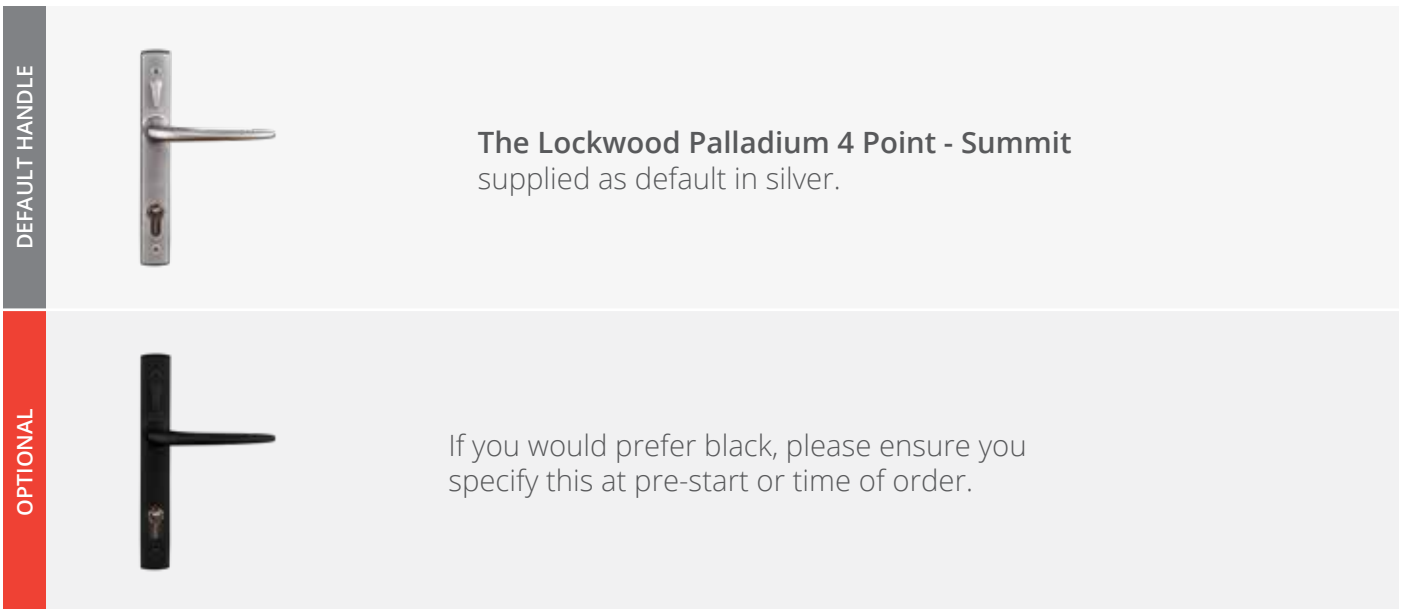 DEFAULT HANDLE
The Lockwood Palladium 4 Point - Summit
supplied as default in silver.
OPTIONAL
If you would prefer black, please ensure you
specify this at pre-start or time of order.